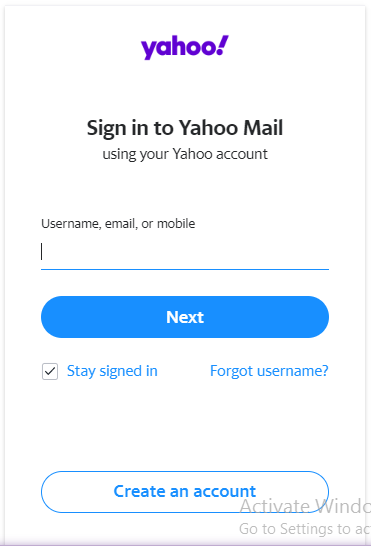 yahoo!
Sign in to Yahoo Mail
using your Yahoo account
Username, email, or mobile
Next
Stay signed in
Forgot username?
Create an account
Activate Windo
Go to Settings to ac